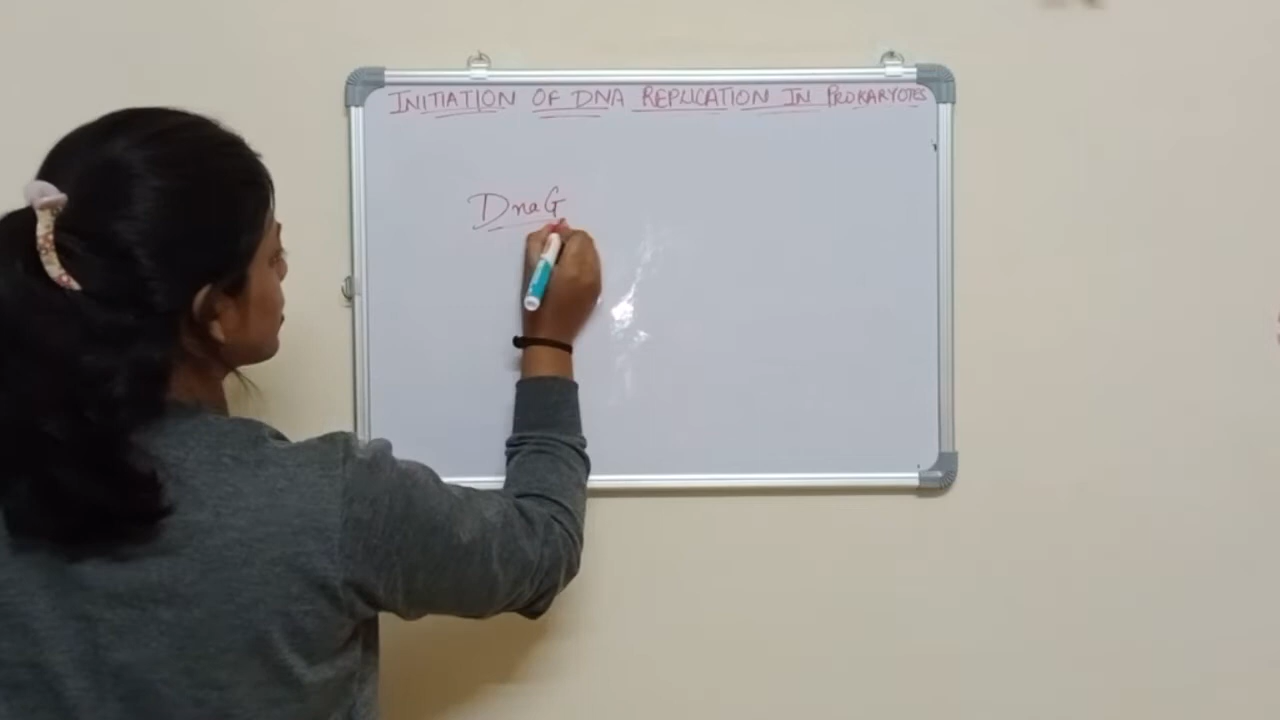 INITIATION OF DNA REPLICATION IN PROKARYOTES
DnaG